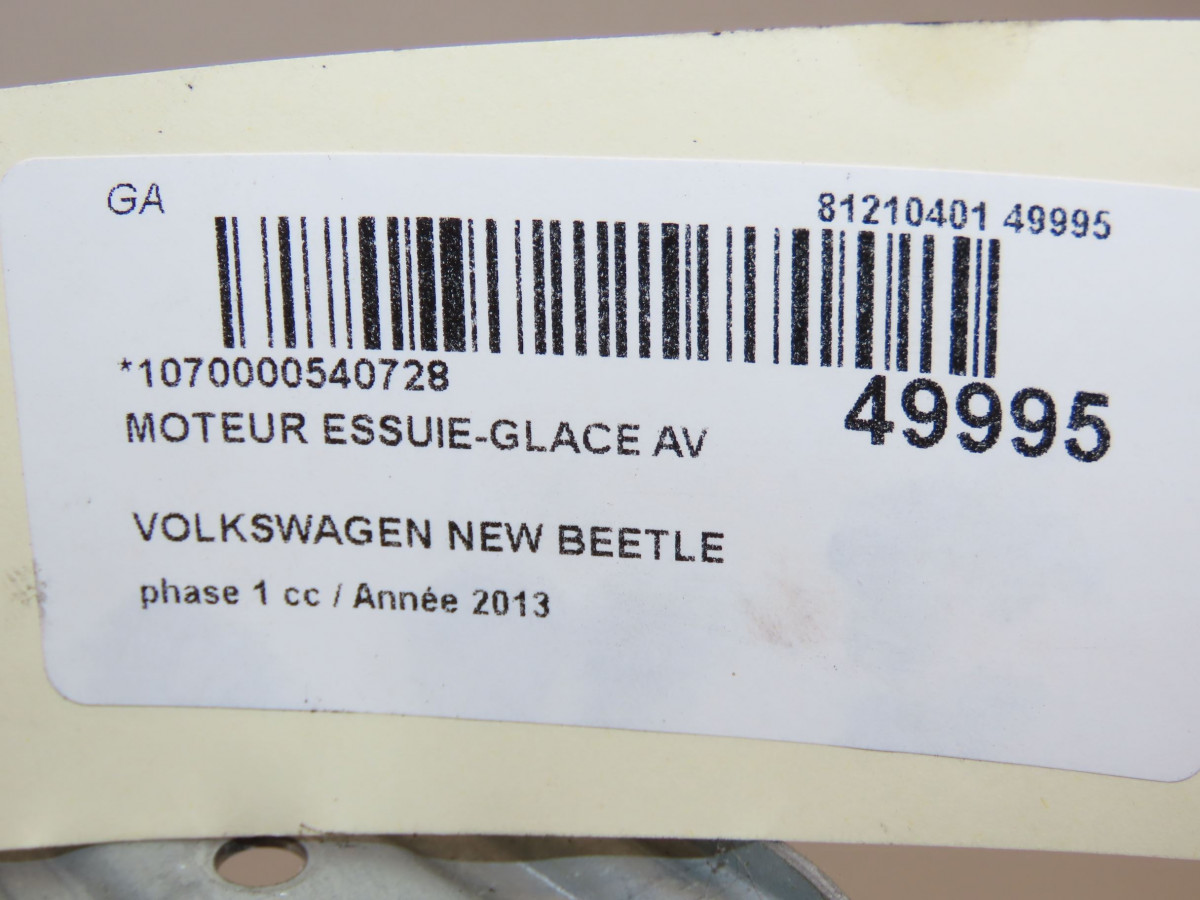 GA
81210401 49995
*1070000540728
49995
MOTEUR ESSUIE-GLACE AV
VOLKSWAGEN NEW BEETLE
phase 1 cc / Année 2013